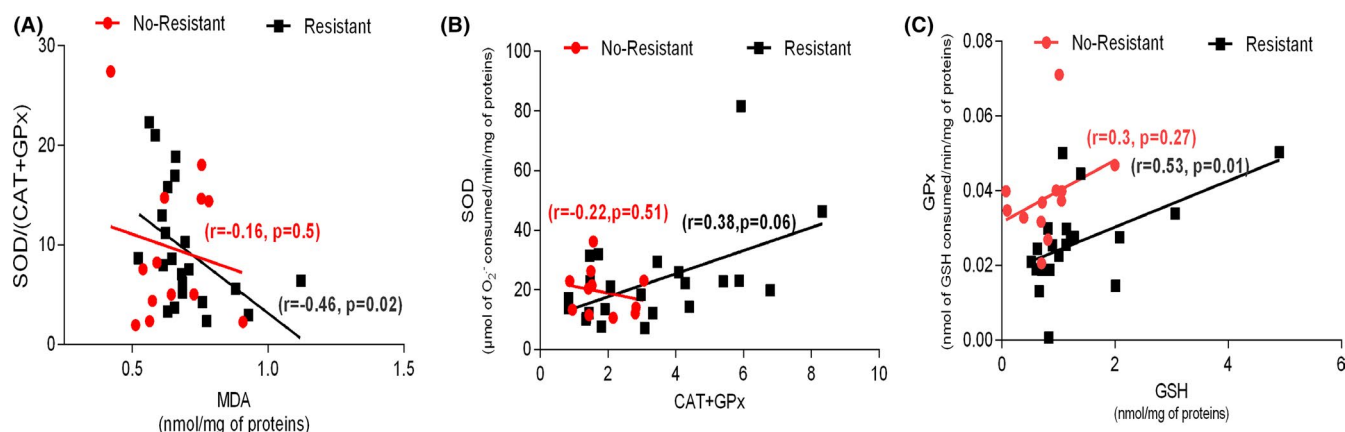 (A)
No-Resistant
Resistant
SOD/(CAT+GPx)
30
20
10
0
(r=-0.16, p=0.5)
(r=-0.46, p=0.02)
0.5
1.0
1.5
MDA
(nmol/mg of proteins)
(B)
No-Resistant
Resistant
SOD
(µmol of O₂·⁻ consumed/min/mg of proteins)
100
80
60
40
20
0
(r=-0.22,p=0.51)
(r=0.38,p=0.06)
0
2
4
6
8
10
CAT+GPx
(C)
No-Resistant
Resistant
GPx
(nmol of GSH consumed/min/mg of proteins)
0.08
0.06
0.04
0.02
0.00
(r=0.3, p=0.27)
(r=0.53, p=0.01)
0
2
4
6
GSH
(nmol/mg of proteins)